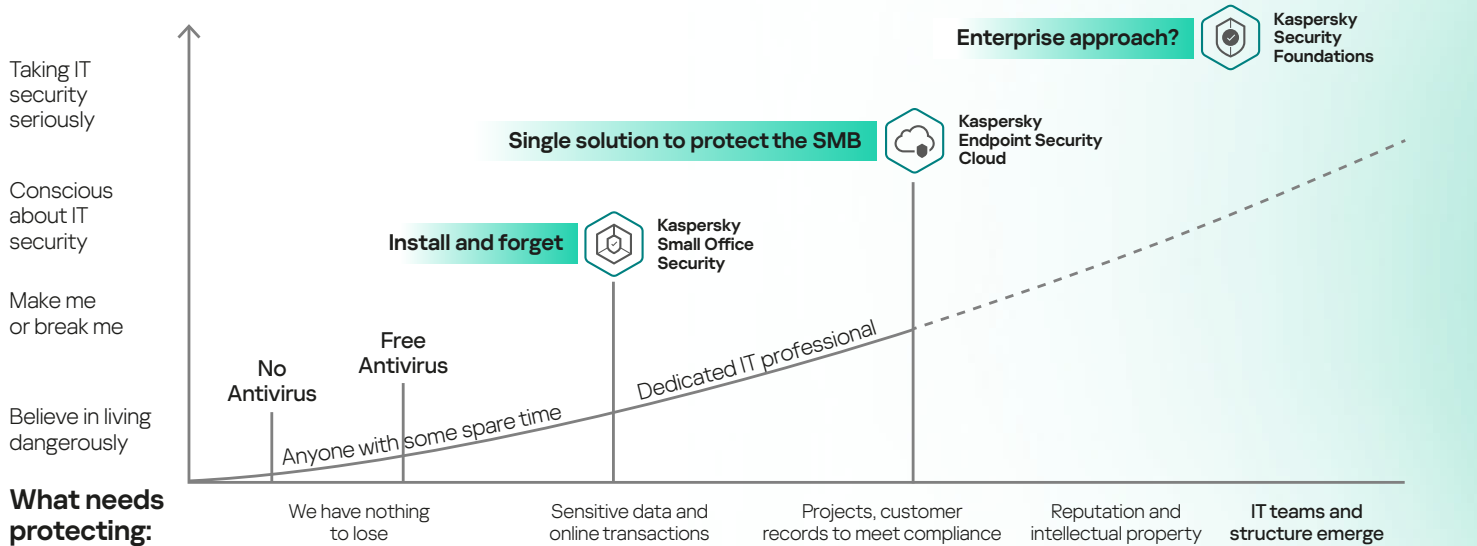 Enterprise approach?
Kaspersky
Security
Foundations
Taking IT
security
seriously
Single solution to protect the SMB
Kaspersky
Endpoint Security
Cloud
Conscious
about IT
security
Install and forget
Kaspersky
Small Office
Security
Make me
or break me
No
Antivirus
Free
Antivirus
Dedicated IT professional
Believe in living
dangerously
Anyone with some spare time
What needs
protecting:
We have nothing
to lose
Sensitive data and
online transactions
Projects, customer
records to meet compliance
Reputation and
intellectual property
IT teams and
structure emerge